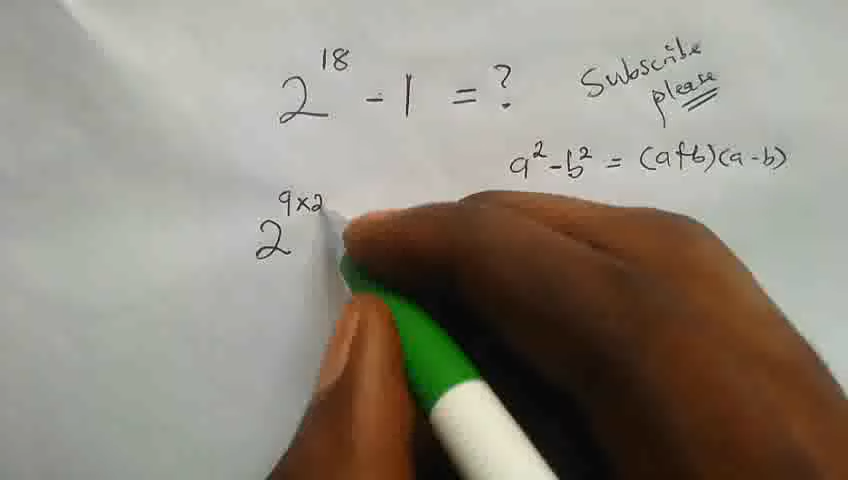 2^18 - 1 = ?
Subscribe
please
a^2 - b^2 = (a+b)(a-b)
2^9×2